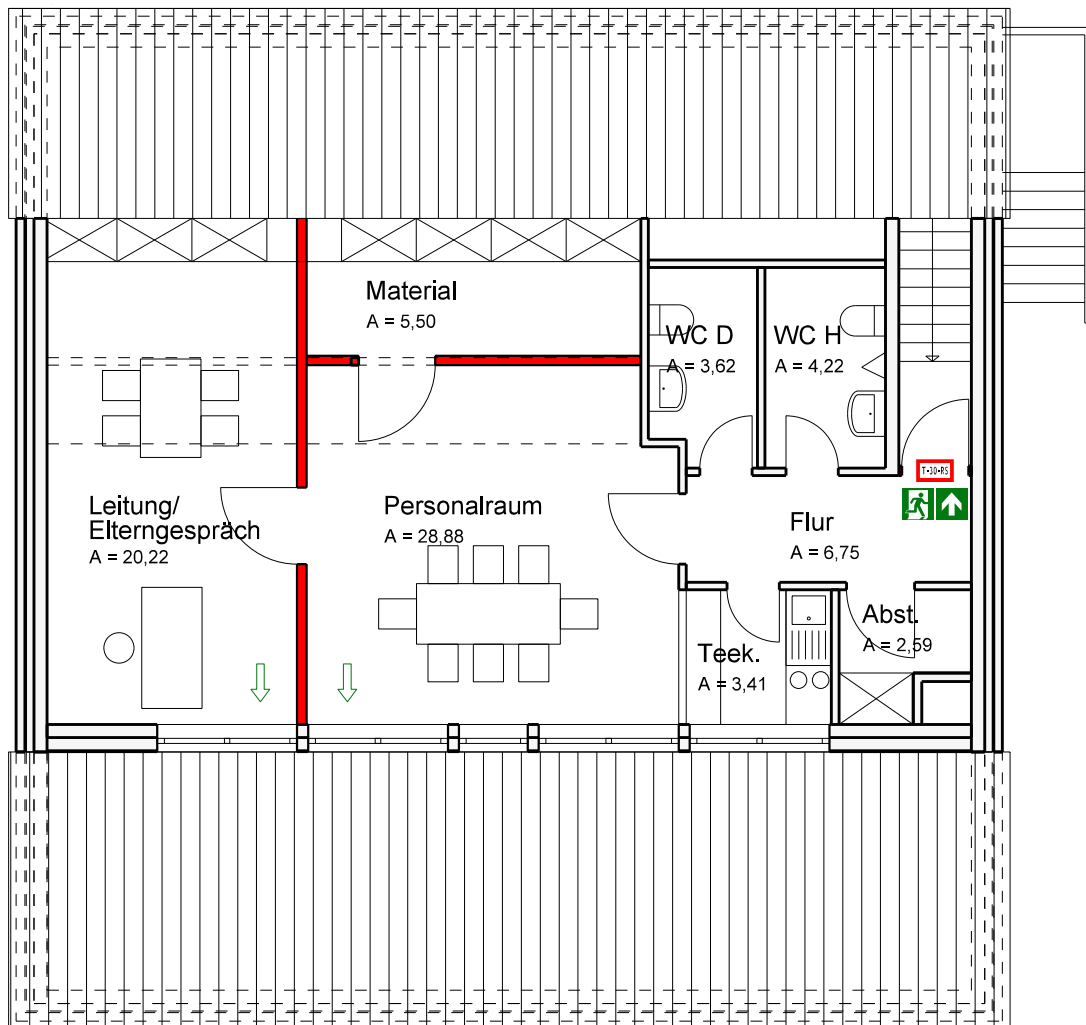 Material
A = 5,50
WC D
A = 3,62
WC H
A = 4,22
T-30-RS
Leitung/
Elterngespräch
A = 20,22
Personalraum
A = 28,88
Flur
A = 6,75
Teek.
A = 3,41
Abst.
A = 2,59